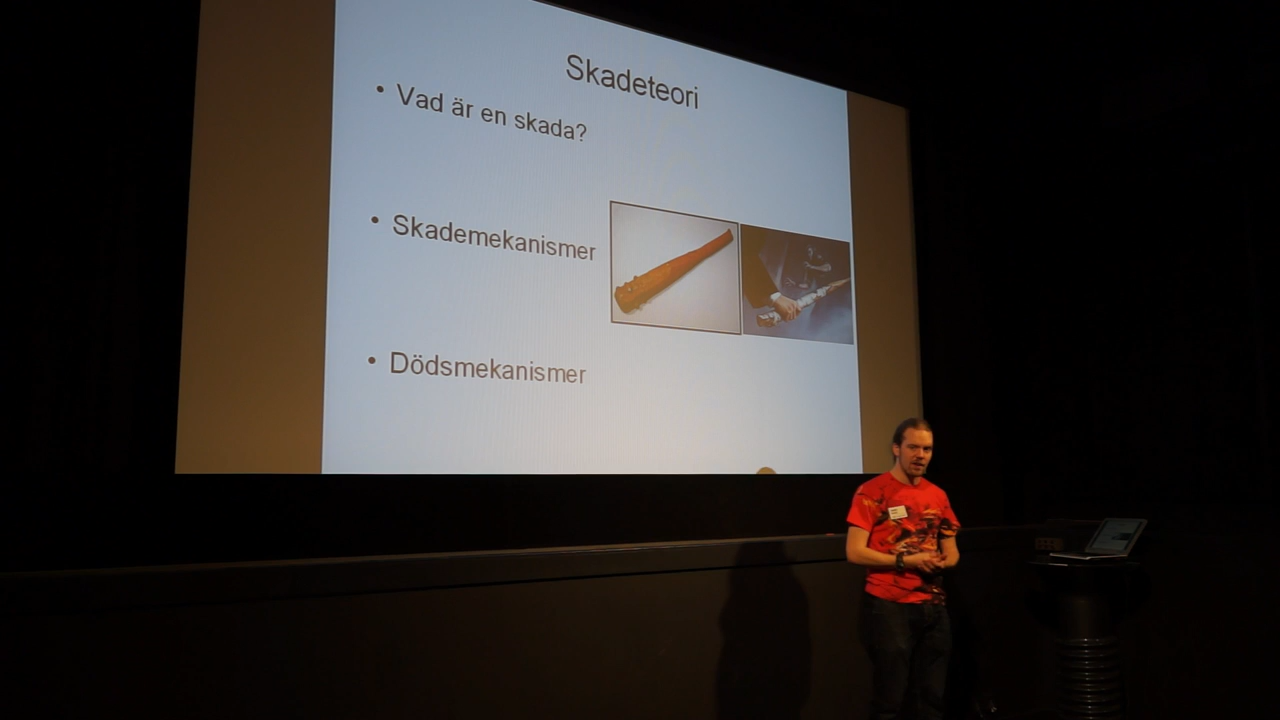 Skadeteori
• Vad är en skada?
• Skademekanismer
• Dödsmekanismer